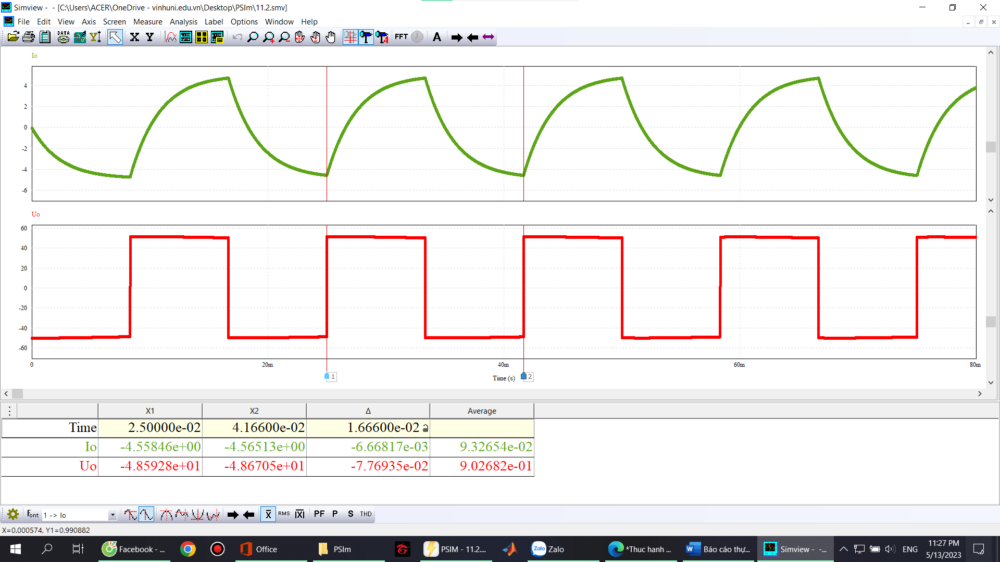 Simview - - [C:\Users\ACER\OneDrive - vinhuni.edu.vn\Desktop\PSIm\11.2.smv]
File Edit View Axis Screen Measure Analysis Label Options Window Help
DATA Y X Y FFT A
Io
4
2
0
-2
-4
-6
Uo
60
40
20
0
-20
-40
-60
0 20m 40m 60m 80m
Time (s)
1 2
X1 X2 Δ Average
Time 2.50000e-02 4.16600e-02 1.66600e-02
Io -4.55846e+00 -4.56513e+00 -6.66817e-03 9.32654e-02
Uo -4.85928e+01 -4.86705e+01 -7.76935e-02 9.02682e-01
Font 1 -> Io X RMS |X| PF P S THD
X=0.000574, Y1=0.990882
Facebook - ... Office PSIm PSIM - 11.2.... Zalo Zalo *Thuc hanh ... Báo cáo thự... Simview - -... ENG 11:27 PM
5/13/2023